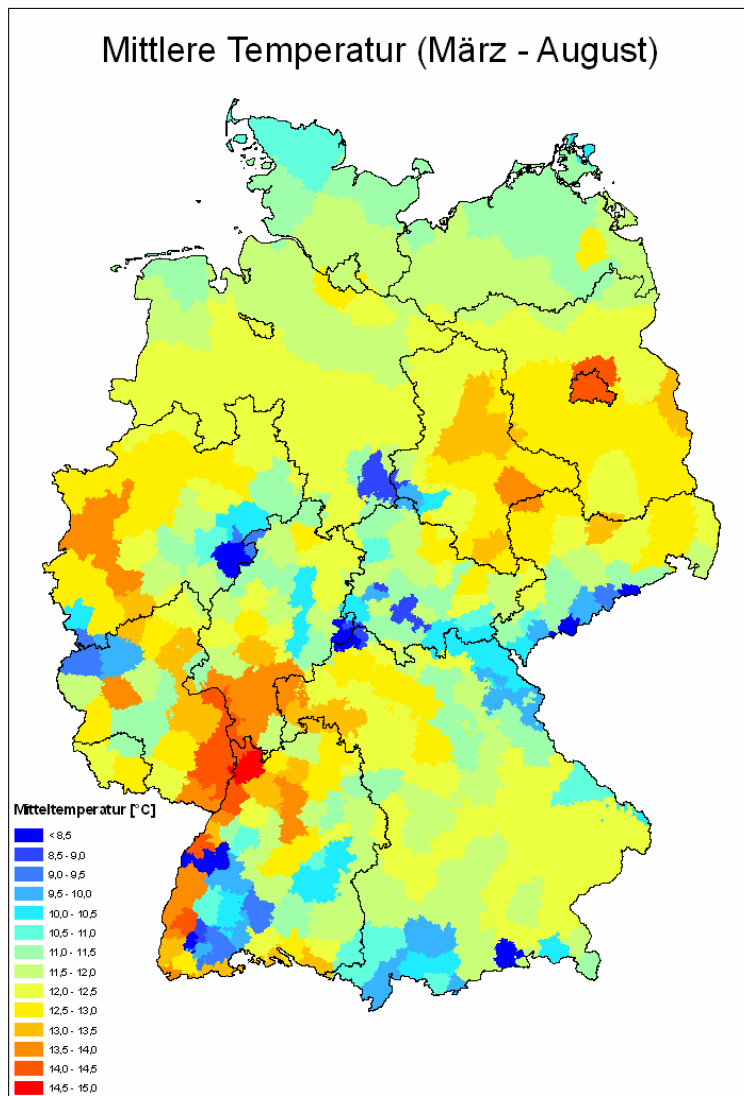 Mittlere Temperatur (März - August)
Mitteltemperatur [°C]
< 8,5
8,5 - 9,0
9,0 - 9,5
9,5 - 10,0
10,0 - 10,5
10,5 - 11,0
11,0 - 11,5
11,5 - 12,0
12,0 - 12,5
12,5 - 13,0
13,0 - 13,5
13,5 - 14,0
14,0 - 14,5
14,5 - 15,0